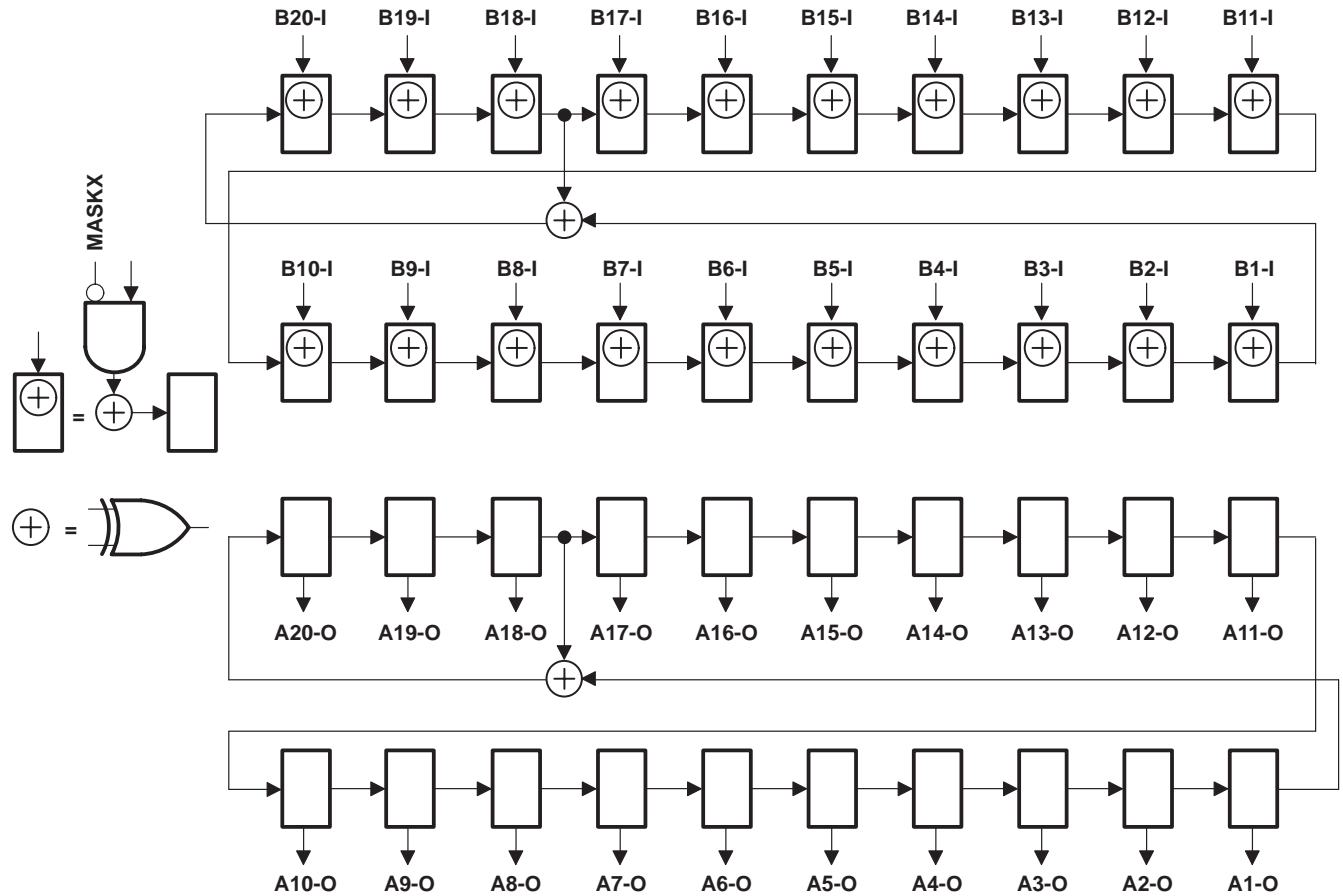 B20-I B19-I B18-I B17-I B16-I B15-I B14-I B13-I B12-I B11-I
MASKX
B10-I B9-I B8-I B7-I B6-I B5-I B4-I B3-I B2-I B1-I
=
=
A20-O A19-O A18-O A17-O A16-O A15-O A14-O A13-O A12-O A11-O
A10-O A9-O A8-O A7-O A6-O A5-O A4-O A3-O A2-O A1-O